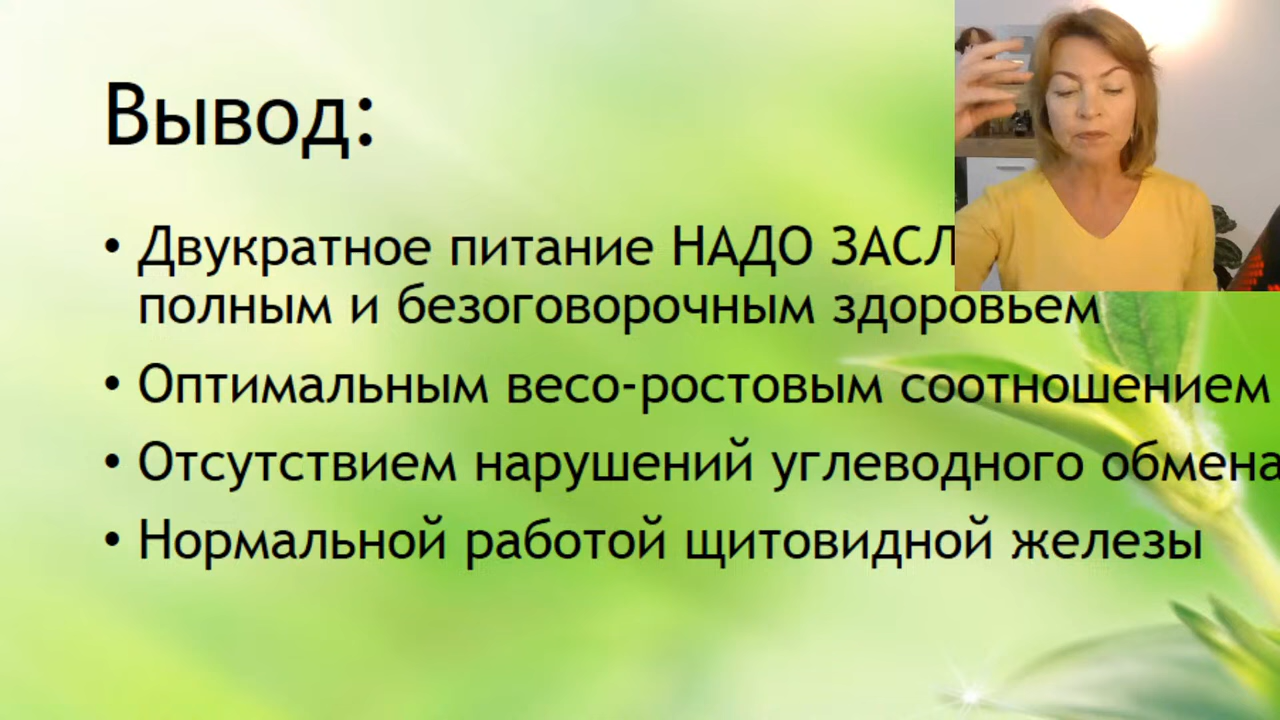 Вывод:
• Двукратное питание НАДО
полным и безоговорочным здоровьем
• Оптимальным весо-ростовым соотношением
• Отсутствием нарушений углеводного обмена
• Нормальной работой щитовидной железы